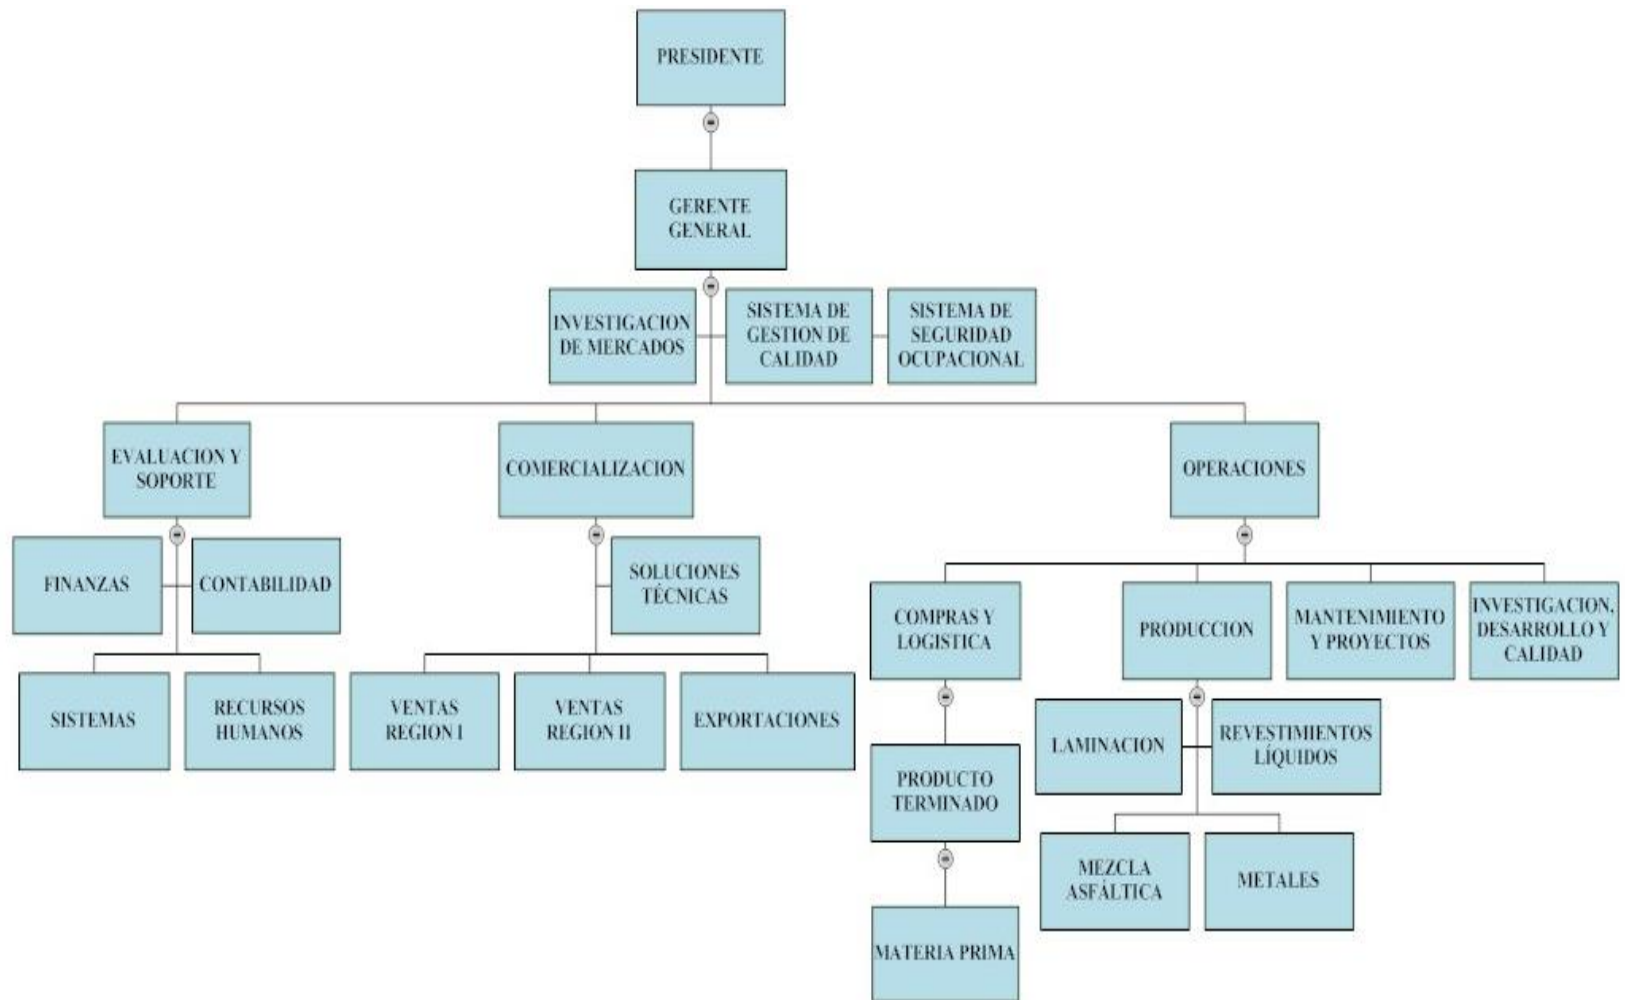 PRESIDENTE
GERENTE
GENERAL
INVESTIGACION
DE MERCADOS
SISTEMA DE
GESTION DE
CALIDAD
SISTEMA DE
SEGURIDAD
OCUPACIONAL
EVALUACION Y
SOPORTE
COMERCIALIZACION
OPERACIONES
FINANZAS
CONTABILIDAD
SOLUCIONES
TÉCNICAS
COMPRAS Y
LOGISTICA
PRODUCCION
MANTENIMIENTO
Y PROYECTOS
INVESTIGACION,
DESARROLLO Y
CALIDAD
SISTEMAS
RECURSOS
HUMANOS
VENTAS
REGION I
VENTAS
REGION II
EXPORTACIONES
LAMINACION
REVESTIMIENTOS
LÍQUIDOS
PRODUCTO
TERMINADO
MEZCLA
ASFÁLTICA
METALES
MATERIA PRIMA